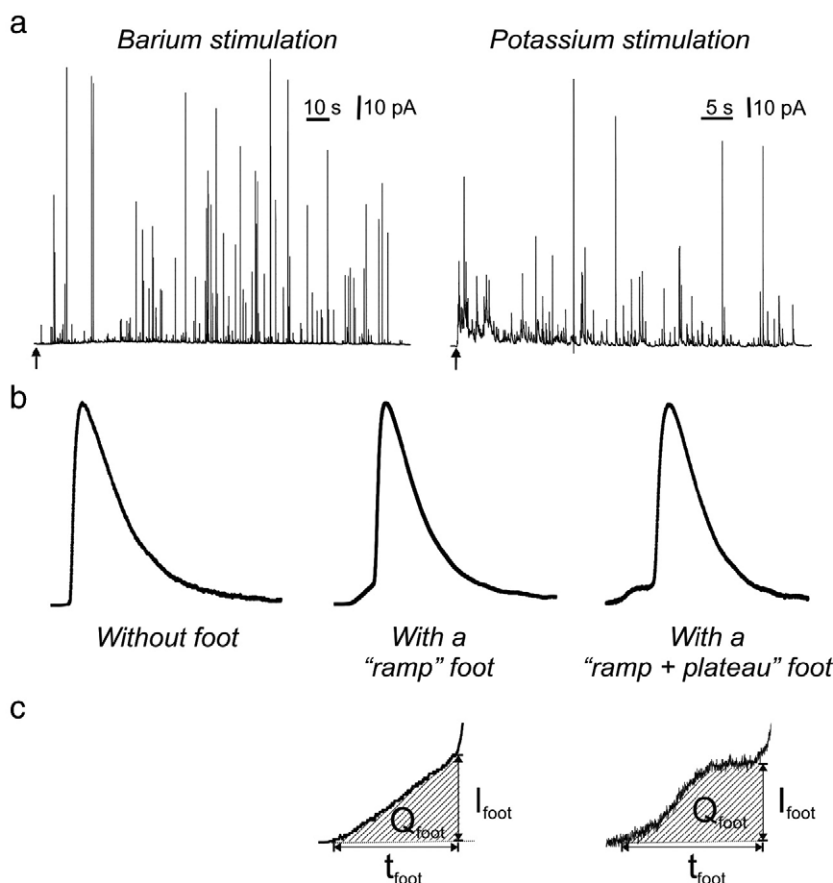 a
Barium stimulation
Potassium stimulation
10 s
10 pA
5 s
10 pA
b
Without foot
With a
"ramp" foot
With a
"ramp + plateau" foot
c
Qfoot
Ifoot
tfoot
Qfoot
Ifoot
tfoot